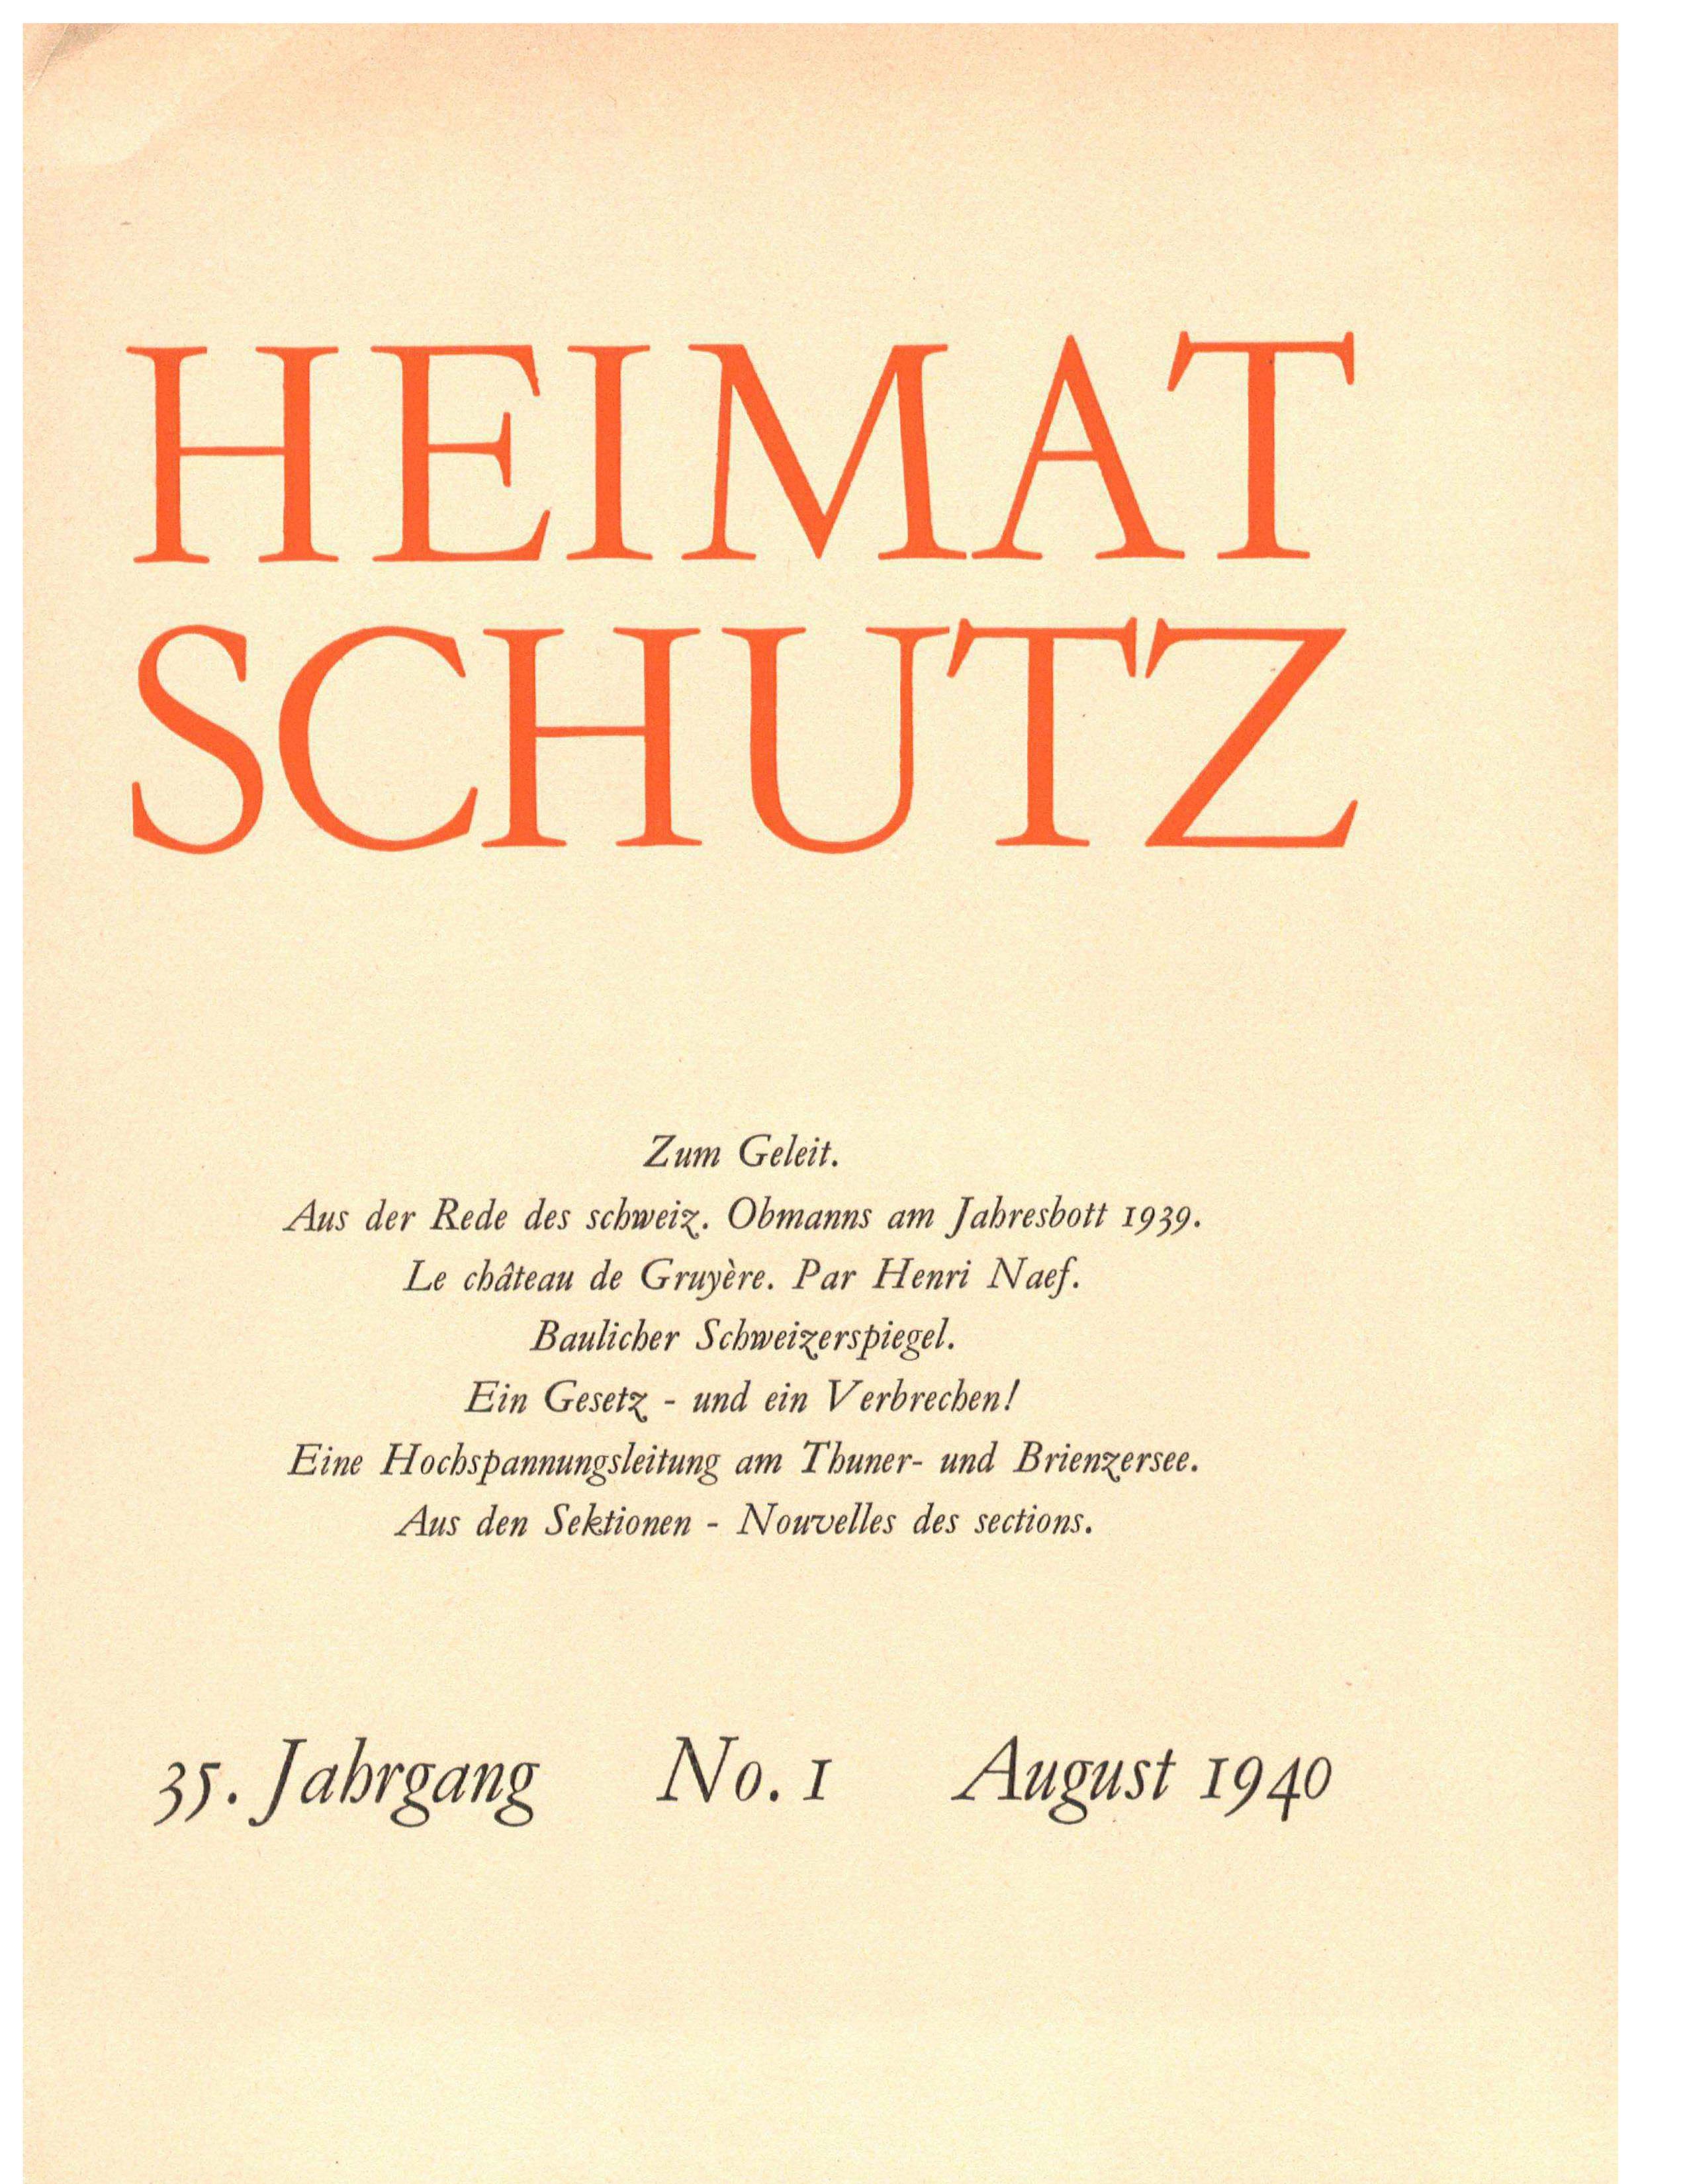 HEIMAT
SCHUTZ
Zum Geleit.
Aus der Rede des schweiz. Obmanns am Jahresbott 1939.
Le château de Gruyère. Par Henri Naef.
Baulicher Schweizerspiegel.
Ein Gesetz - und ein Verbrechen!
Eine Hochspannungsleitung am Thuner- und Brienzersee.
Aus den Sektionen - Nouvelles des sections.
35. Jahrgang No. 1 August 1940